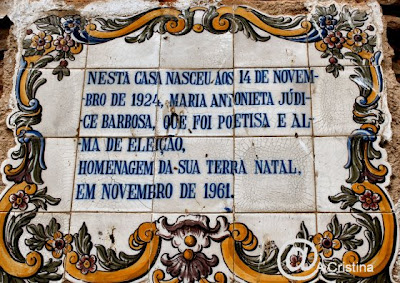 NESTA CASA NASCEU AOS 14 DE NOVEM-
BRO DE 1924, MARIA ANTONIETA JÚDI-
CE BARBOSA, QUE FOI POETISA E AL-
MA DE ELEIÇÃO,
HOMENAGEM DA-SUA TERRA NATAL,
EM NOVEMBRO DE 1961.
@ A Cristina